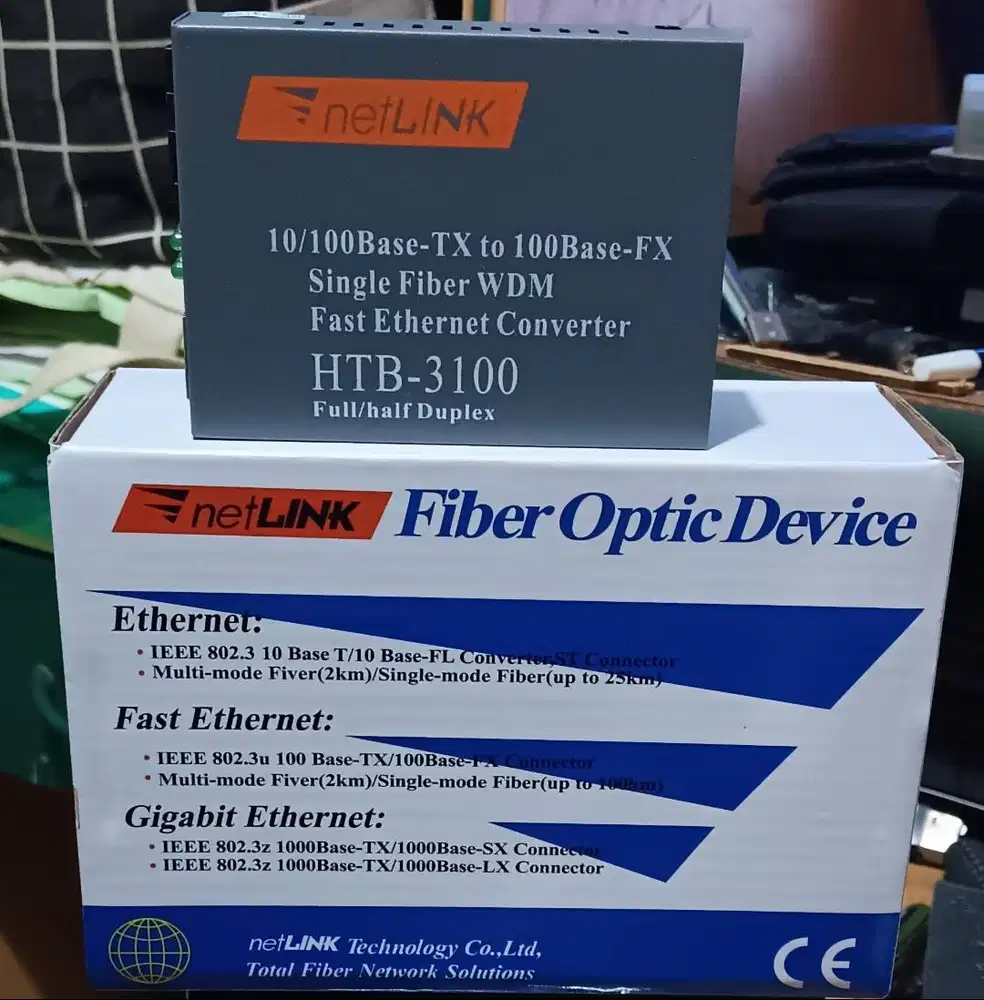 netLINK
10/100Base-TX to 100Base-FX
Single Fiber WDM
Fast Ethernet Converter
HTB-3100
Full/half Duplex
netLINK Fiber Optic Device
Ethernet:
• IEEE 802.3 10 Base T/10 Base-FL Converter,ST Connector
• Multi-mode Fiver(2km)/Single-mode Fiber(up to 25km)
Fast Ethernet:
• IEEE 802.3u 100 Base-TX/100Base-FX Connector
• Multi-mode Fiver(2km)/Single-mode Fiber(up to 100km)
Gigabit Ethernet:
• IEEE 802.3z 1000Base-TX/1000Base-SX Connector
• IEEE 802.3z 1000Base-TX/1000Base-LX Connector
netLINK Technology Co.,Ltd,
Total Fiber Network Solutions
CE